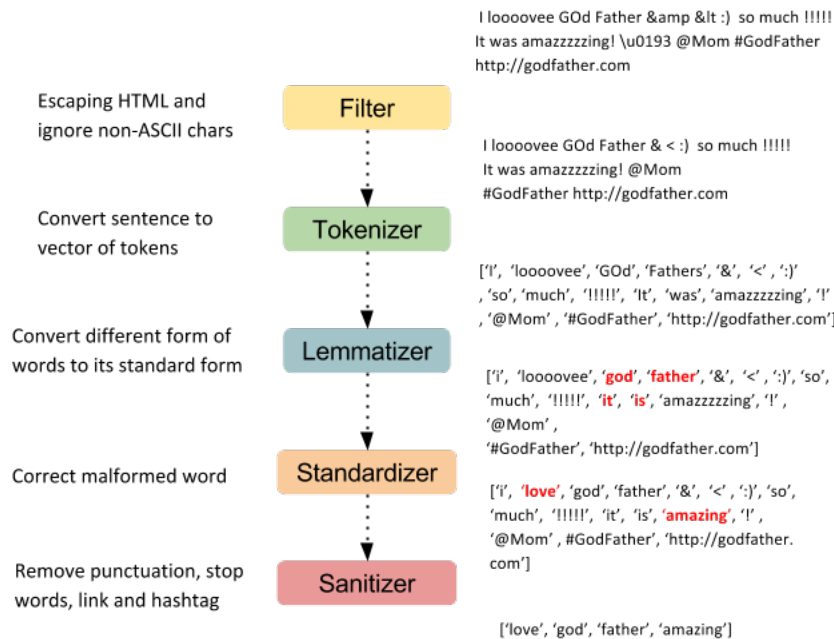 I loooovee GOd Father &amp &lt :)  so much !!!!!
It was amazzzzzing! \u0193 @Mom #GodFather
http://godfather.com
Escaping HTML and
ignore non-ASCII chars
Filter
I loooovee GOd Father & < :)  so much !!!!!
It was amazzzzzing! @Mom
#GodFather http://godfather.com
Convert sentence to
vector of tokens
Tokenizer
[‘I’,  ‘loooovee’, ‘GOd’, ‘Fathers’, ‘&’,  ‘<’ , ‘:)’
, ‘so’, ‘much’,  ‘!!!!!’,  ‘It’,  ‘was’, ‘amazzzzzing’, ‘!’
, ‘@Mom’ , ‘#GodFather’, ‘http://godfather.com’]
Convert different form of
words to its standard form
Lemmatizer
[‘i’,  ‘loooovee’, ‘god’, ‘father’, ‘&’,  ‘<’ , ‘:)’, ‘so’,
‘much’,  ‘!!!!!’,  ‘it’,  ‘is’, ‘amazzzzzing’, ‘!’ ,
‘@Mom’ ,
‘#GodFather’, ‘http://godfather.com’]
Correct malformed word
Standardizer
[‘i’,  ‘love’, ‘god’, ‘father’, ‘&’,  ‘<’ , ‘:)’, ‘so’,
‘much’,  ‘!!!!!’,  ‘it’,  ‘is’, ‘amazing’, ‘!’ ,
‘@Mom’ , #GodFather’, ‘http://godfather.
com’]
Remove punctuation, stop
words, link and hashtag
Sanitizer
[‘love’, ‘god’, ‘father’, ‘amazing’]